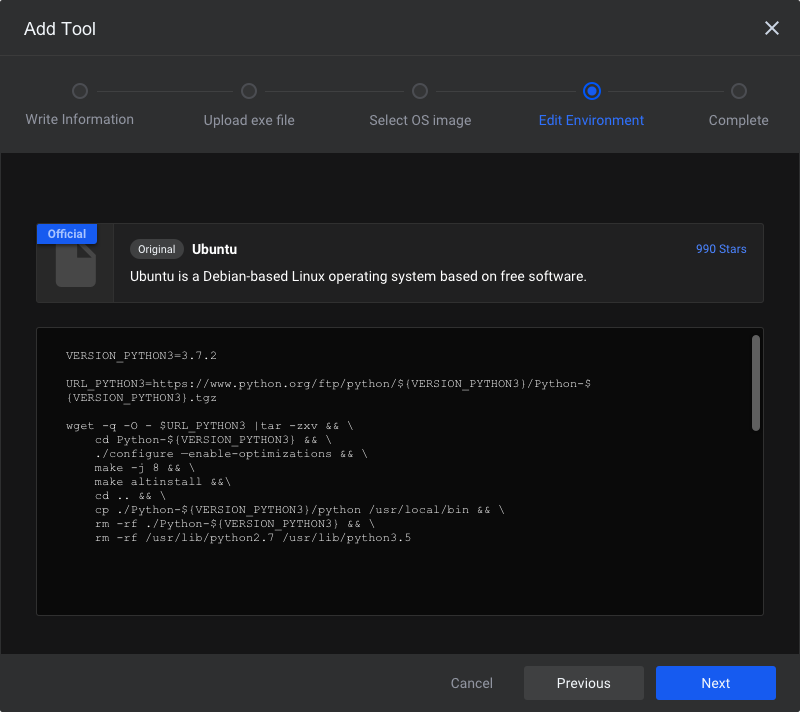 Add Tool
Write Information
Upload exe file
Select OS image
Edit Environment
Complete
Official
Original Ubuntu
990 Stars
Ubuntu is a Debian-based Linux operating system based on free software.
VERSION_PYTHON3=3.7.2
URL_PYTHON3=https://www.python.org/ftp/python/${VERSION_PYTHON3}/Python-$
{VERSION_PYTHON3}.tgz
wget -q -O - $URL_PYTHON3 |tar -zxv && \
cd Python-${VERSION_PYTHON3} && \
./configure —enable-optimizations && \
make -j 8 && \
make altinstall &&\
cd .. && \
cp ./Python-${VERSION_PYTHON3}/python /usr/local/bin && \
rm -rf ./Python-${VERSION_PYTHON3} && \
rm -rf /usr/lib/python2.7 /usr/lib/python3.5
Cancel
Previous
Next